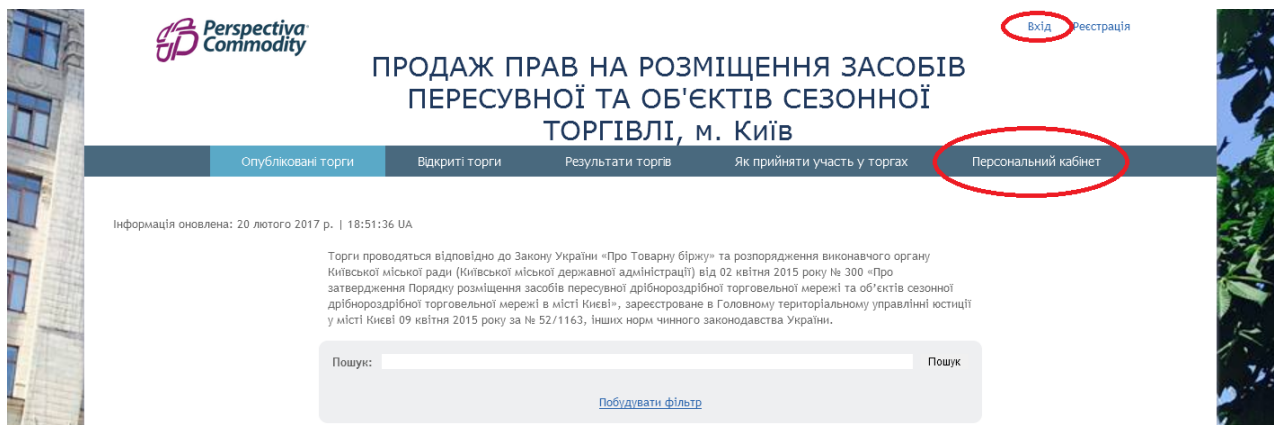 Perspectiva
Commodity
Вхід Реєстрація
ПРОДАЖ ПРАВ НА РОЗМІЩЕННЯ ЗАСОБІВ
ПЕРЕСУВНОЇ ТА ОБ'ЄКТІВ СЕЗОННОЇ
ТОРГІВЛІ, м. Київ
Опубліковані торги Відкриті торги Результати торгів Як прийняти участь у торгах Персональний кабінет
Інформація оновлена: 20 лютого 2017 р. | 18:51:36 UA
Торги проводяться відповідно до Закону України «Про Товарну біржу» та розпорядження виконавчого органу
Київської міської ради (Київської міської державної адміністрації) від 02 квітня 2015 року № 300 «Про
затвердження Порядку розміщення засобів пересувної дрібнороздрібної торговельної мережі та об’єктів сезонної
дрібнороздрібної торговельної мережі в місті Києві», зареєстроване в Головному територіальному управлінні юстиції
у місті Києві 09 квітня 2015 року за № 52/1163, інших норм чинного законодавства України.
Пошук: Пошук
Побудувати фільтр